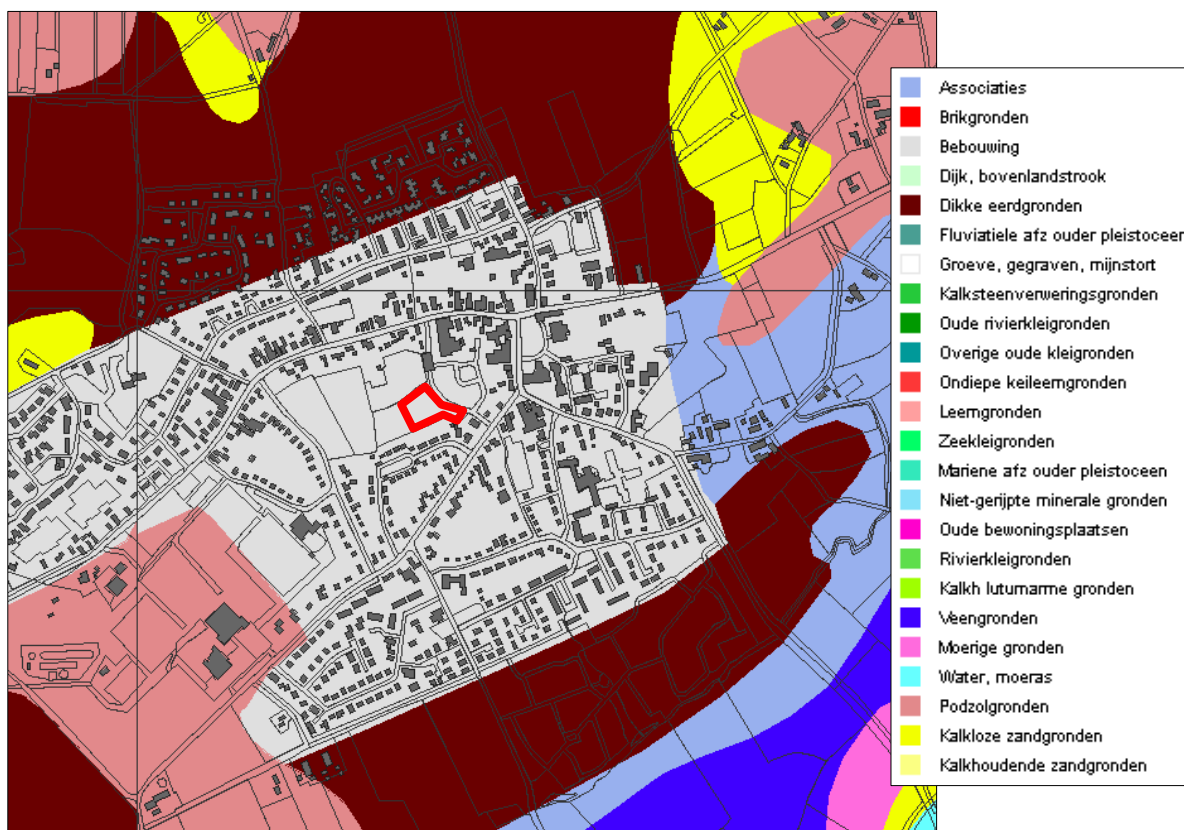 Associaties
Brikgronden
Bebouwing
Dijk, bovenlandstrook
Dikke eerdgronden
Fluviatiele afz ouder pleistoceen
Groeve, gegraven, mijnstort
Kalksteenverweringsgronden
Oude rivierkleigronden
Overige oude kleigronden
Ondiepe keileemgronden
Leemgronden
Zeekleigronden
Mariene afz ouder pleistoceen
Niet-gerijpte minerale gronden
Oude bewoningsplaatsen
Rivierkleigronden
Kalkh lutumarme gronden
Veengronden
Moerige gronden
Water, moeras
Podzolgronden
Kalkloze zandgronden
Kalkhoudende zandgronden